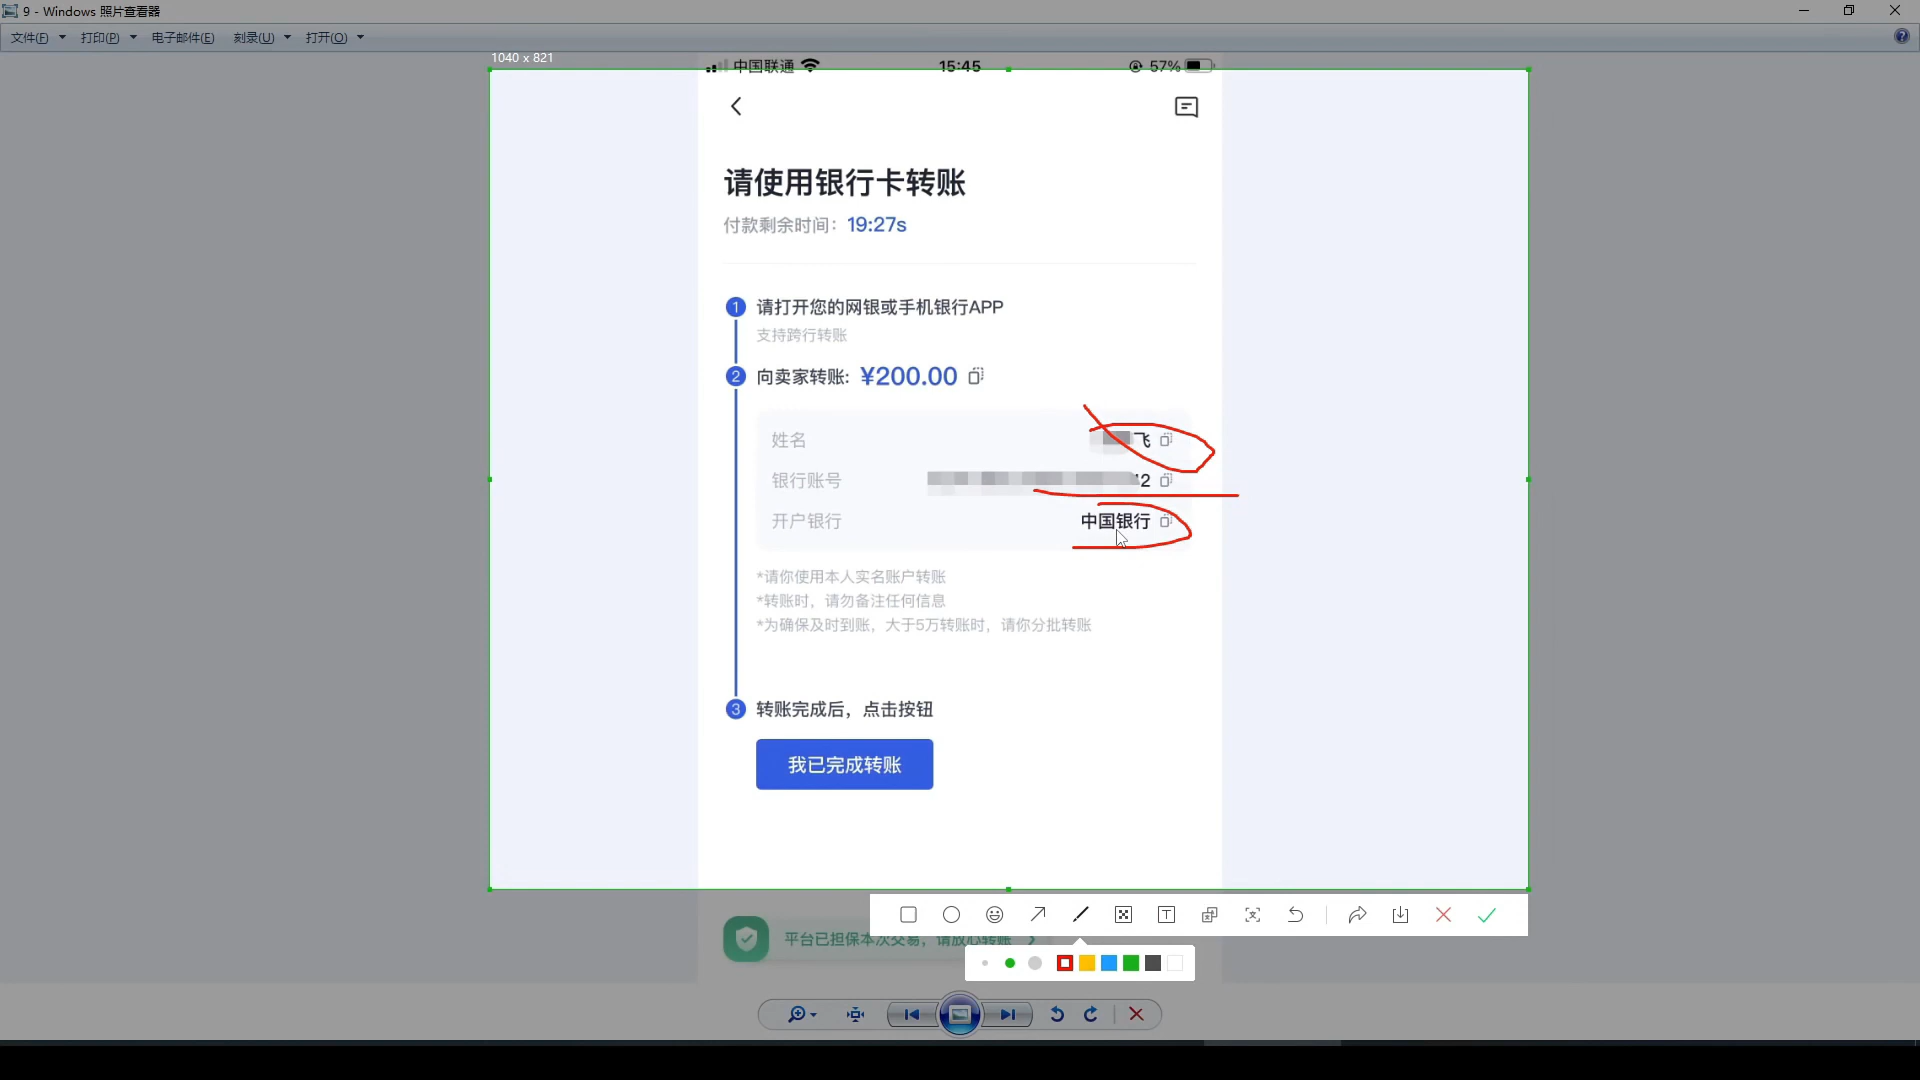 9 - Windows 照片查看器
文件(F) 打印(P) 电子邮件(E) 刻录(U) 打开(O)
1040 x 821
中国联通 15:45 57%
请使用银行卡转账
付款剩余时间：19:27s
1 请打开您的网银或手机银行APP
支持跨行转账
2 向卖家转账: ¥200.00
姓名 飞
银行账号 12
开户银行 中国银行
*请你使用本人实名账户转账
*转账时，请勿备注任何信息
*为确保及时到账，大于5万转账时，请你分批转账
3 转账完成后，点击按钮
我已完成转账
平台已担保本次交易，请放心转账